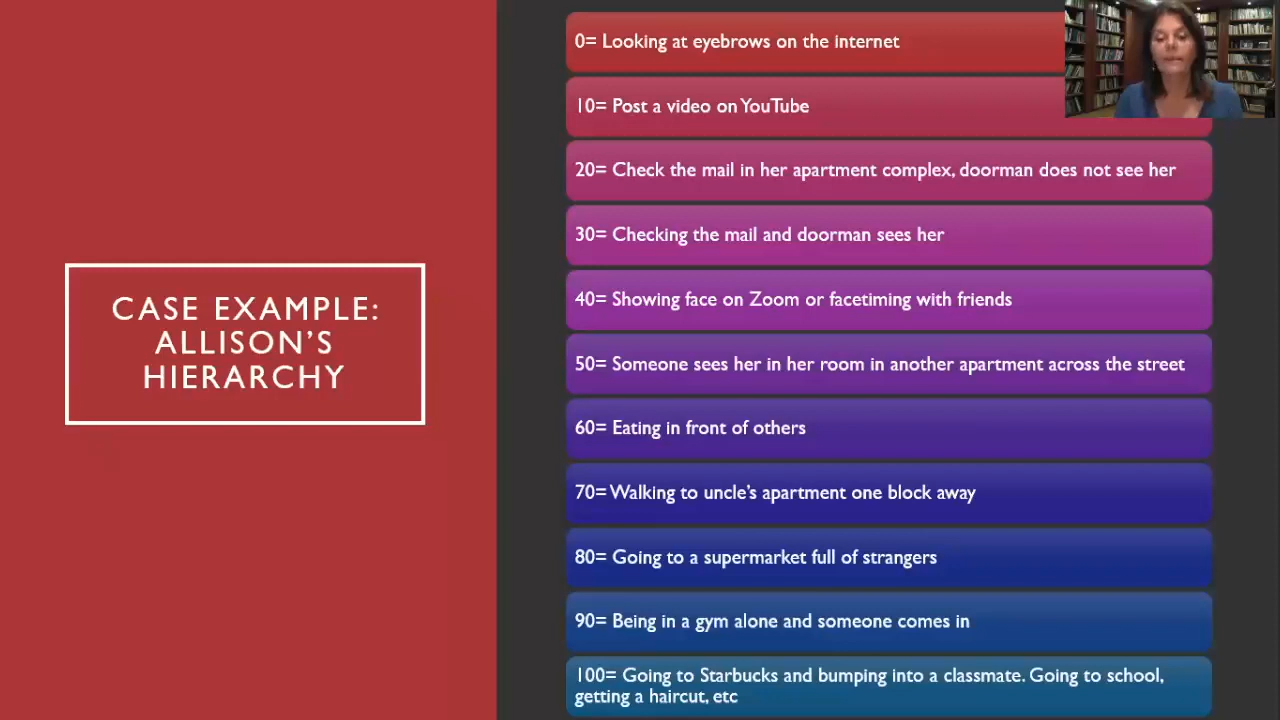 CASE EXAMPLE:
ALLISON’S
HIERARCHY
0= Looking at eyebrows on the internet
10= Post a video on YouTube
20= Check the mail in her apartment complex, doorman does not see her
30= Checking the mail and doorman sees her
40= Showing face on Zoom or facetiming with friends
50= Someone sees her in her room in another apartment across the street
60= Eating in front of others
70= Walking to uncle’s apartment one block away
80= Going to a supermarket full of strangers
90= Being in a gym alone and someone comes in
100= Going to Starbucks and bumping into a classmate. Going to school,
getting a haircut, etc